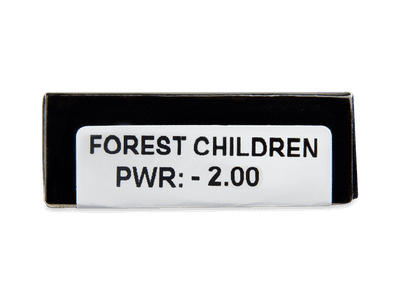 FOREST CHILDREN
PWR: - 2.00